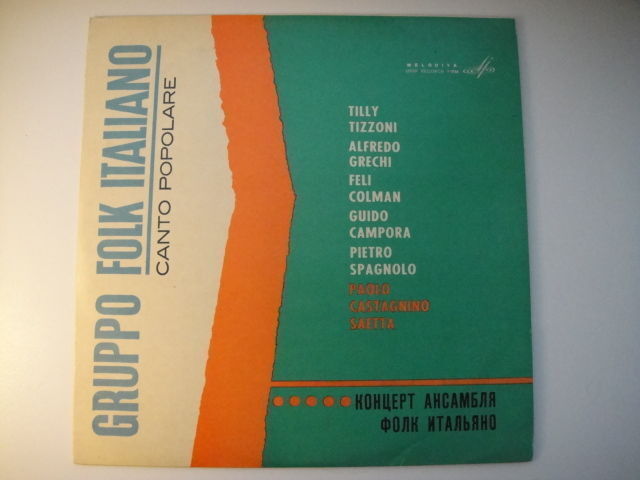 GRUPPO FOLK ITALIANO
CANTO POPOLARE
MELODIYA
TILLY
TIZZONI
ALFREDO
GRECHI
FELI
COLMAN
GUIDO
CAMPORA
PIETRO
SPAGNOLO
PAOLO
CASTAGNINO
SAETTA
КОНЦЕРТ АНСАМБЛЯ
ФОЛК ИТАЛЬЯНО